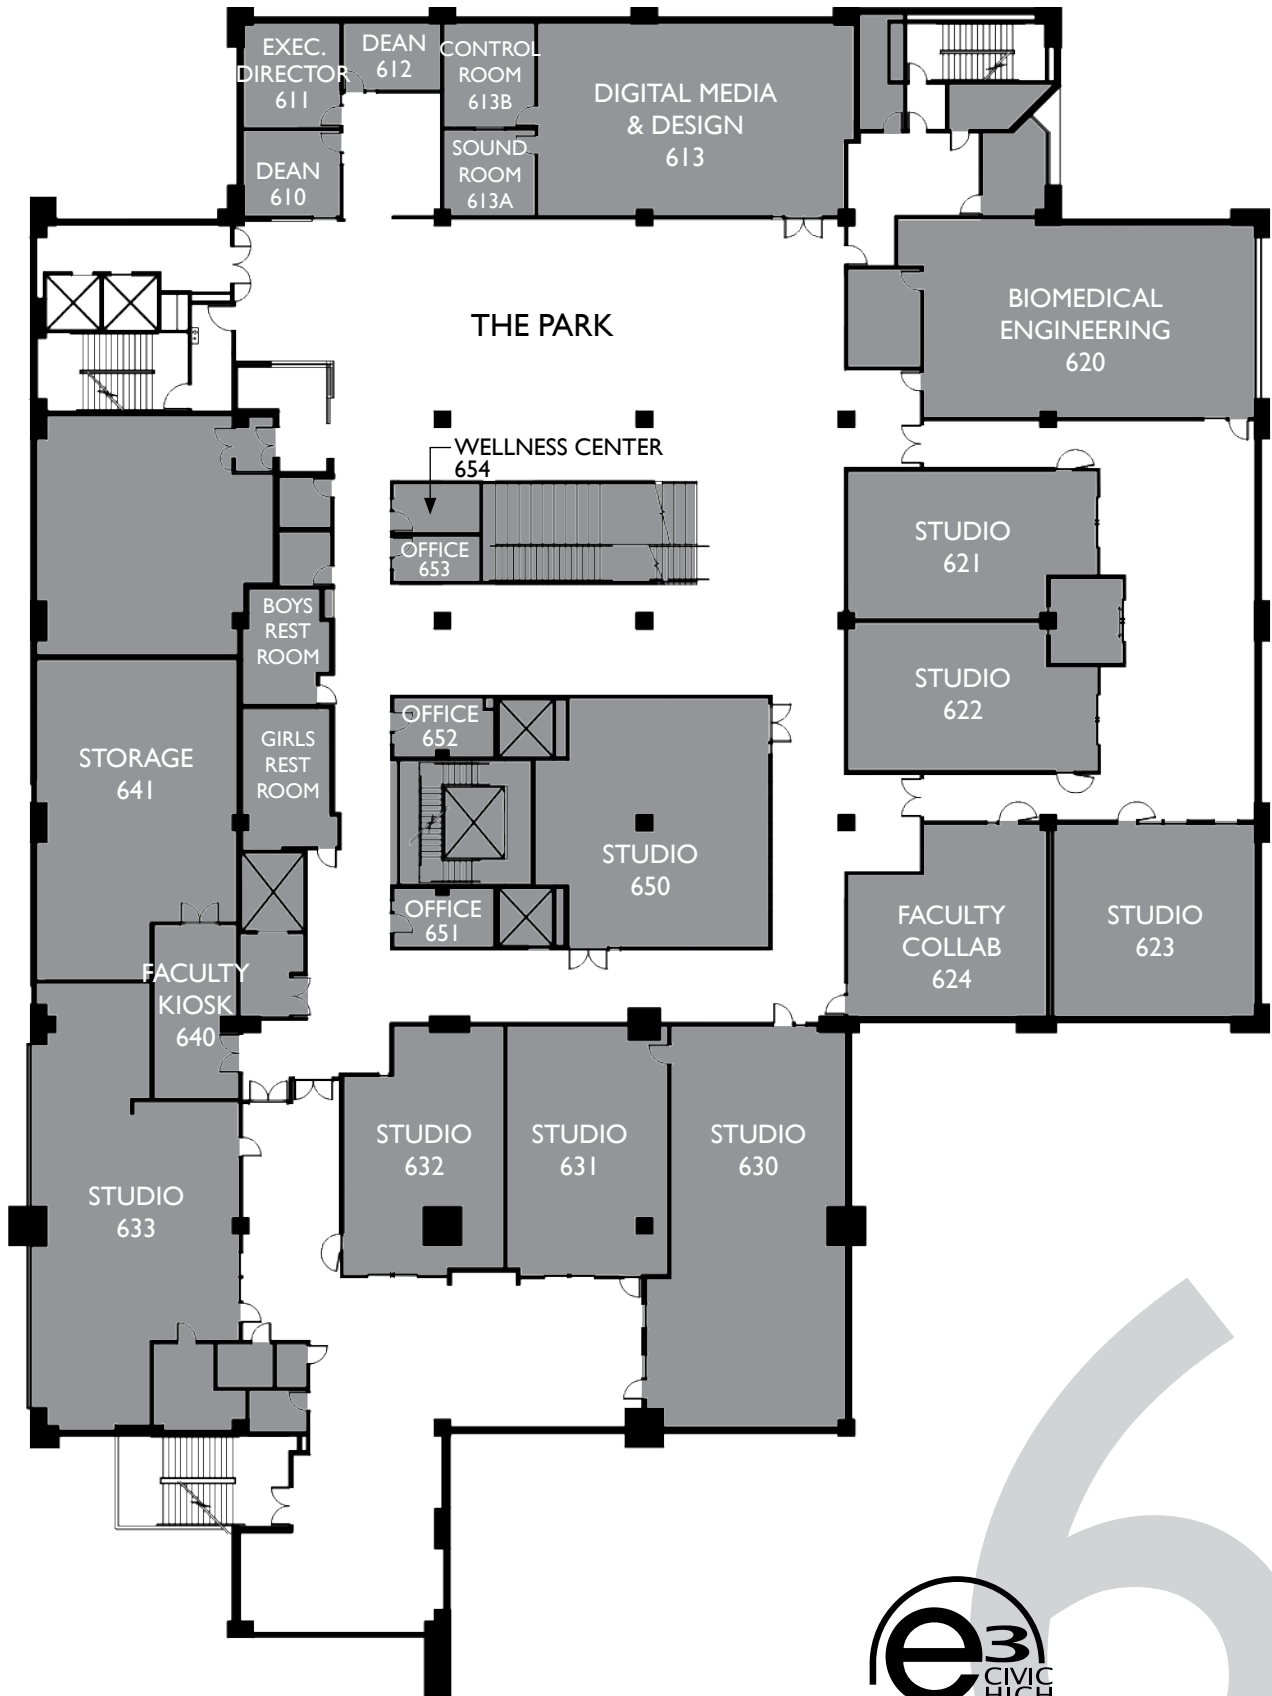 EXEC.
DIRECTOR
611
DEAN
612
CONTROL
ROOM
613B
DIGITAL MEDIA
& DESIGN
613
DEAN
610
SOUND
ROOM
613A
THE PARK
BIOMEDICAL
ENGINEERING
620
WELLNESS CENTER
654
OFFICE
653
STUDIO
621
BOYS
REST
ROOM
STUDIO
622
OFFICE
652
STORAGE
641
GIRLS
REST
ROOM
STUDIO
650
OFFICE
651
FACULTY
COLLAB
624
STUDIO
623
FACULTY
KIOSK
640
STUDIO
632
STUDIO
631
STUDIO
630
STUDIO
633
6
e3
CIVIC
HIGH